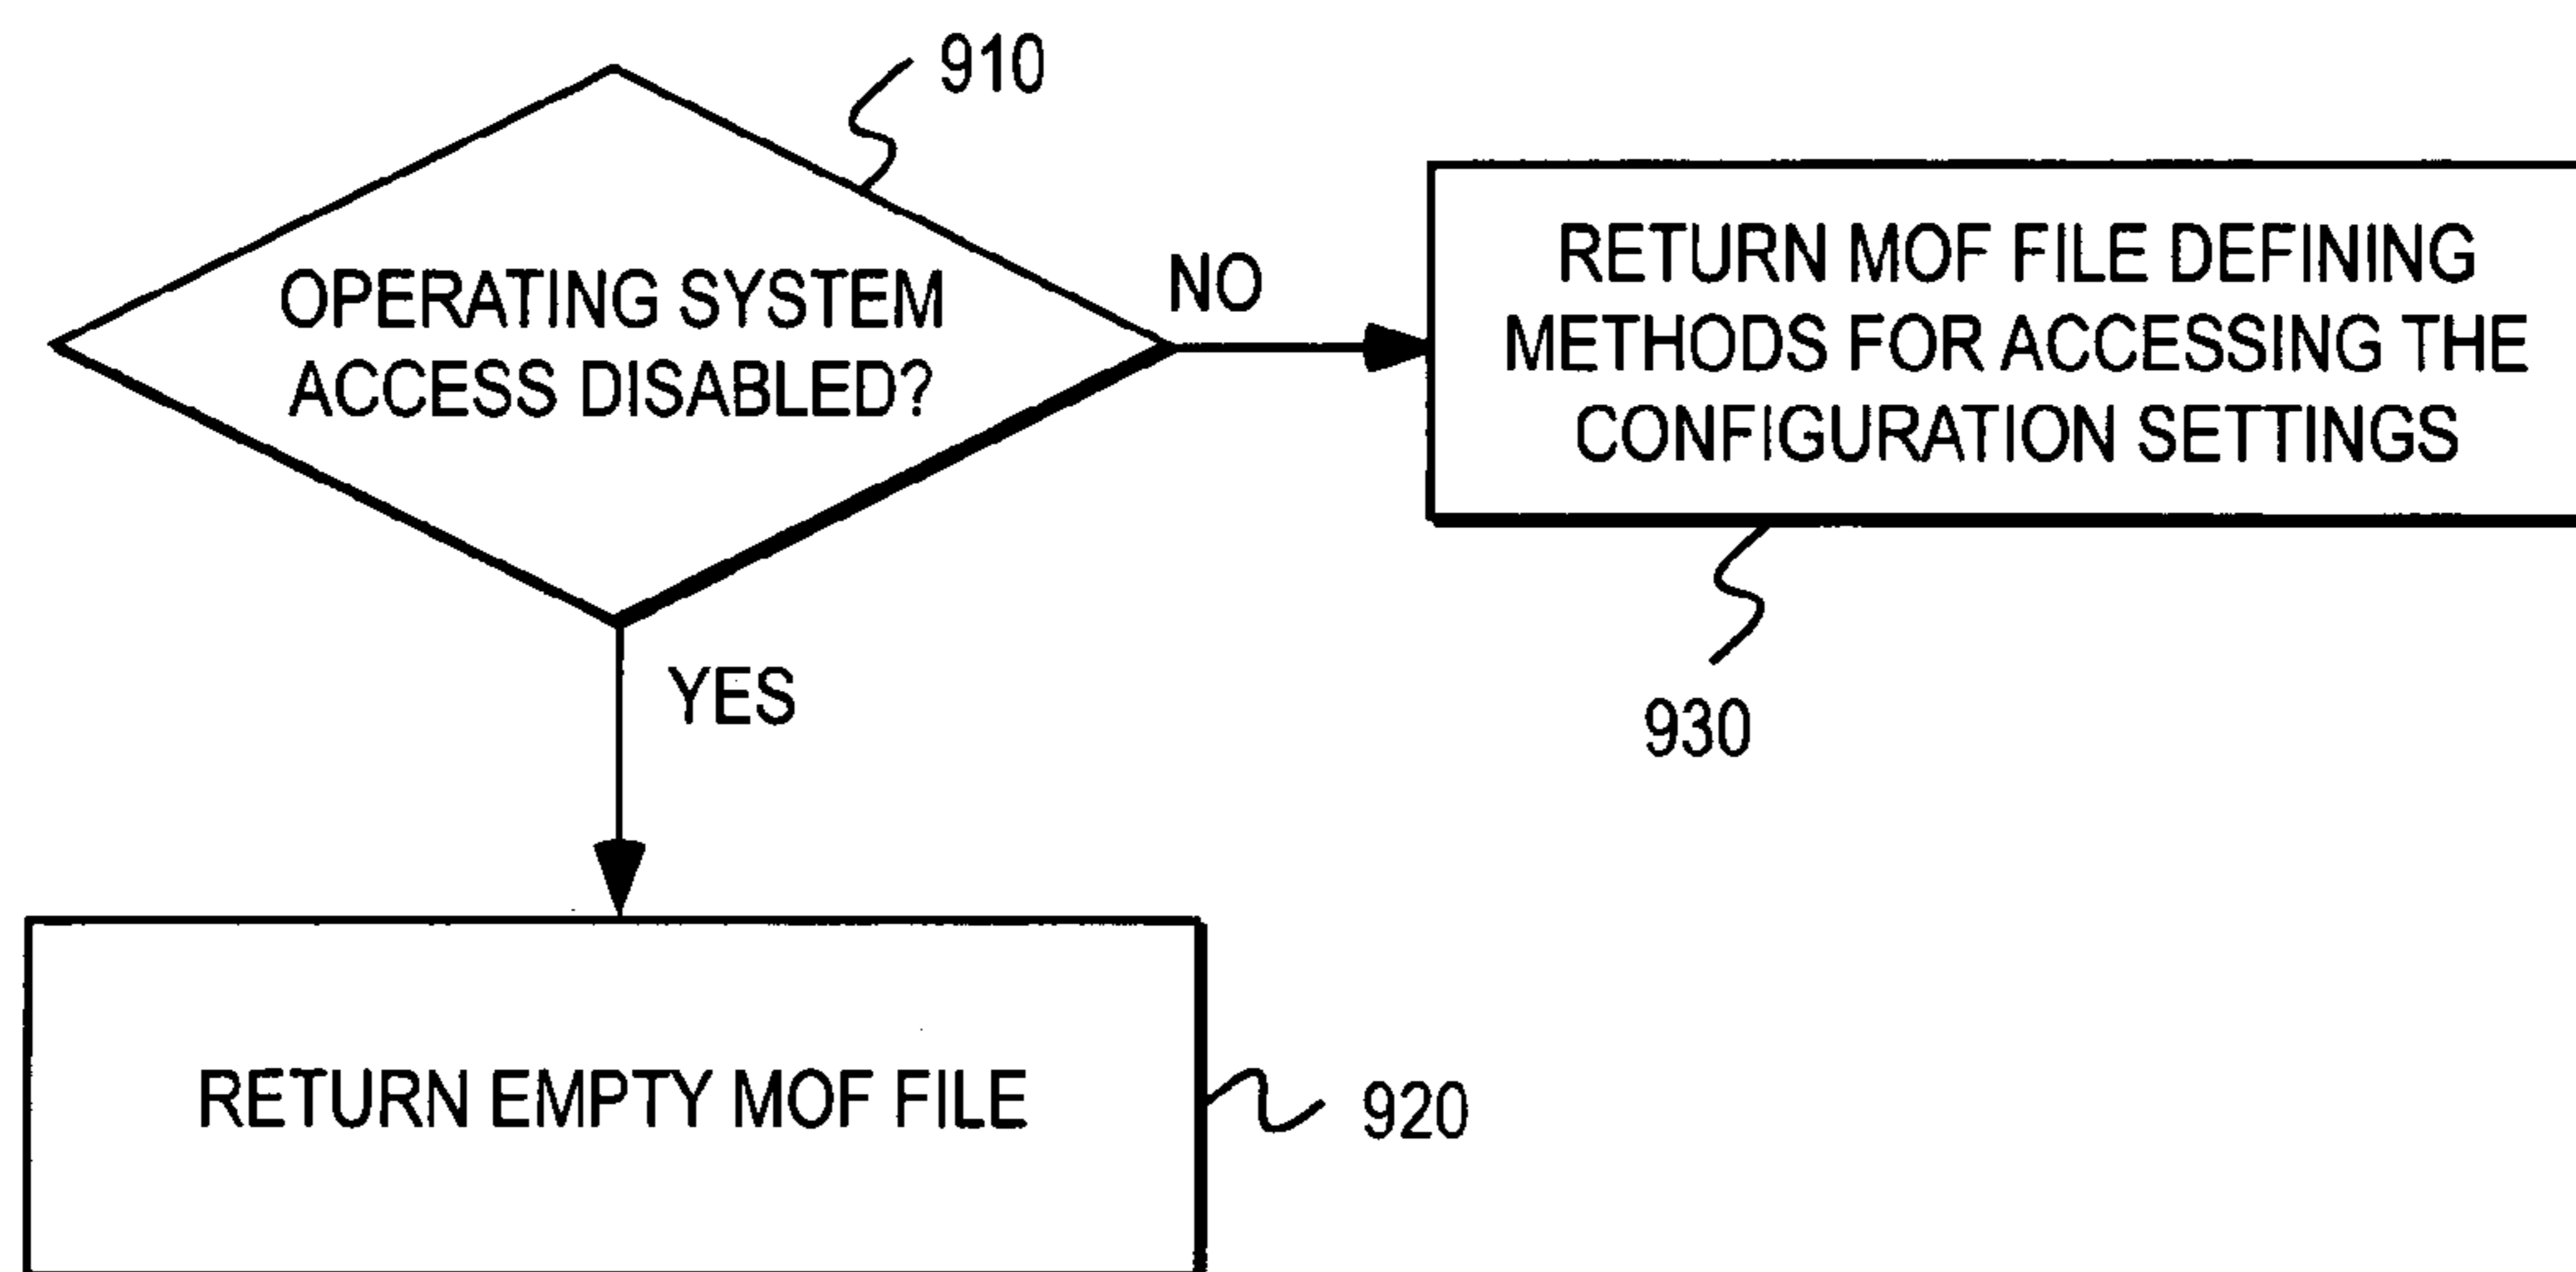 910
OPERATING SYSTEM
ACCESS DISABLED?
NO
RETURN MOF FILE DEFINING
METHODS FOR ACCESSING THE
CONFIGURATION SETTINGS
930
YES
RETURN EMPTY MOF FILE
920